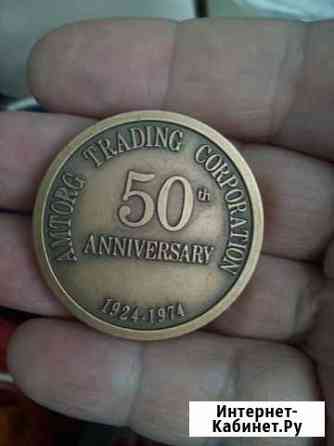 AMTORG TRADING CORPORATION
50th
ANNIVERSARY
1924-1974
Интернет-
Кабинет.Ру